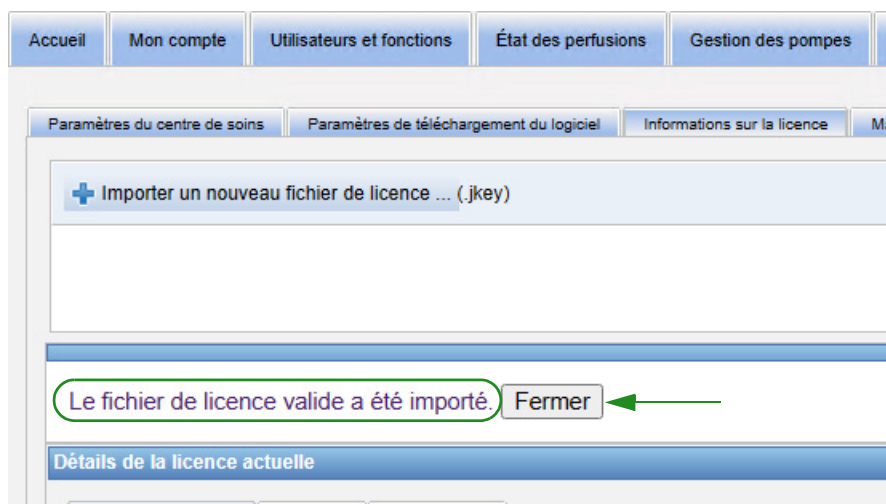 Accueil Mon compte Utilisateurs et fonctions État des perfusions Gestion des pompes
Paramètres du centre de soins Paramètres de téléchargement du logiciel Informations sur la licence
Importer un nouveau fichier de licence ... (.jkey)
Le fichier de licence valide a été importé. Fermer
Détails de la licence actuelle